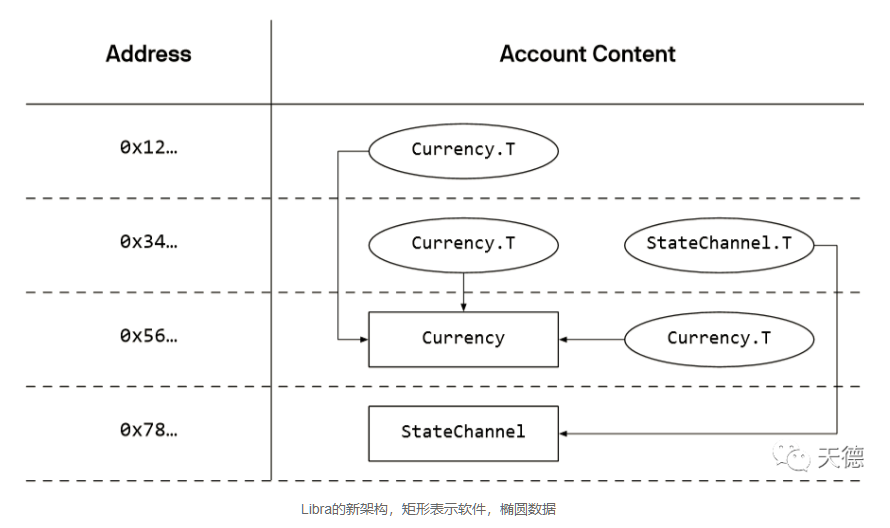 Address Account Content
0x12… Currency.T
0x34… Currency.T StateChannel.T
0x56… Currency Currency.T
0x78… StateChannel
天德
Libra的新架构，矩形表示软件，椭圆数据